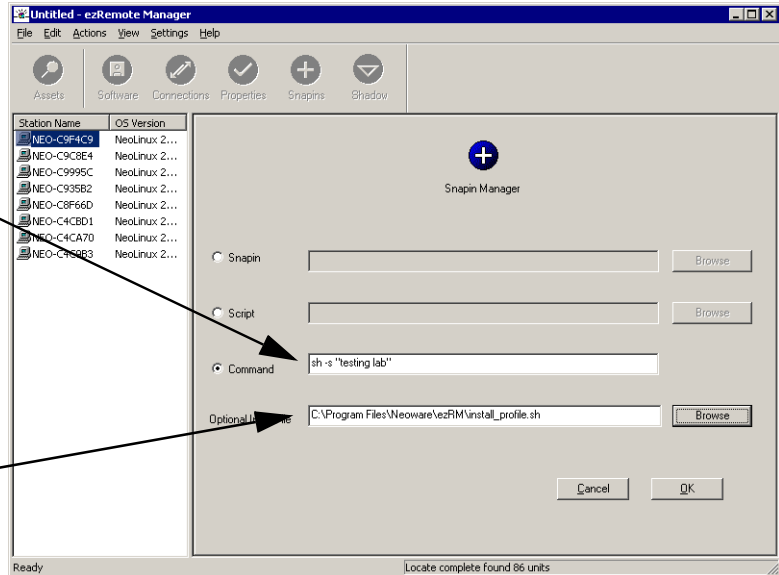 Untitled - ezRemote Manager
File Edit Actions View Settings Help
Assets Software Connections Properties Snapins Shadow
Station Name OS Version
NEO-C9F4C9 NeoLinux 2...
NEO-C9C8E4 NeoLinux 2...
NEO-C9995C NeoLinux 2...
NEO-C935B2 NeoLinux 2...
NEO-C8F66D NeoLinux 2...
NEO-C4CBD1 NeoLinux 2...
NEO-C4CA70 NeoLinux 2...
NeoLinux 2...
Snapin Manager
Snapin Browse
Script Browse
Command sh -s "testing lab"
Optional C:\Program Files\Neoware\ezRM\install_profile.sh Browse
Cancel OK
Ready Locate complete found 86 units